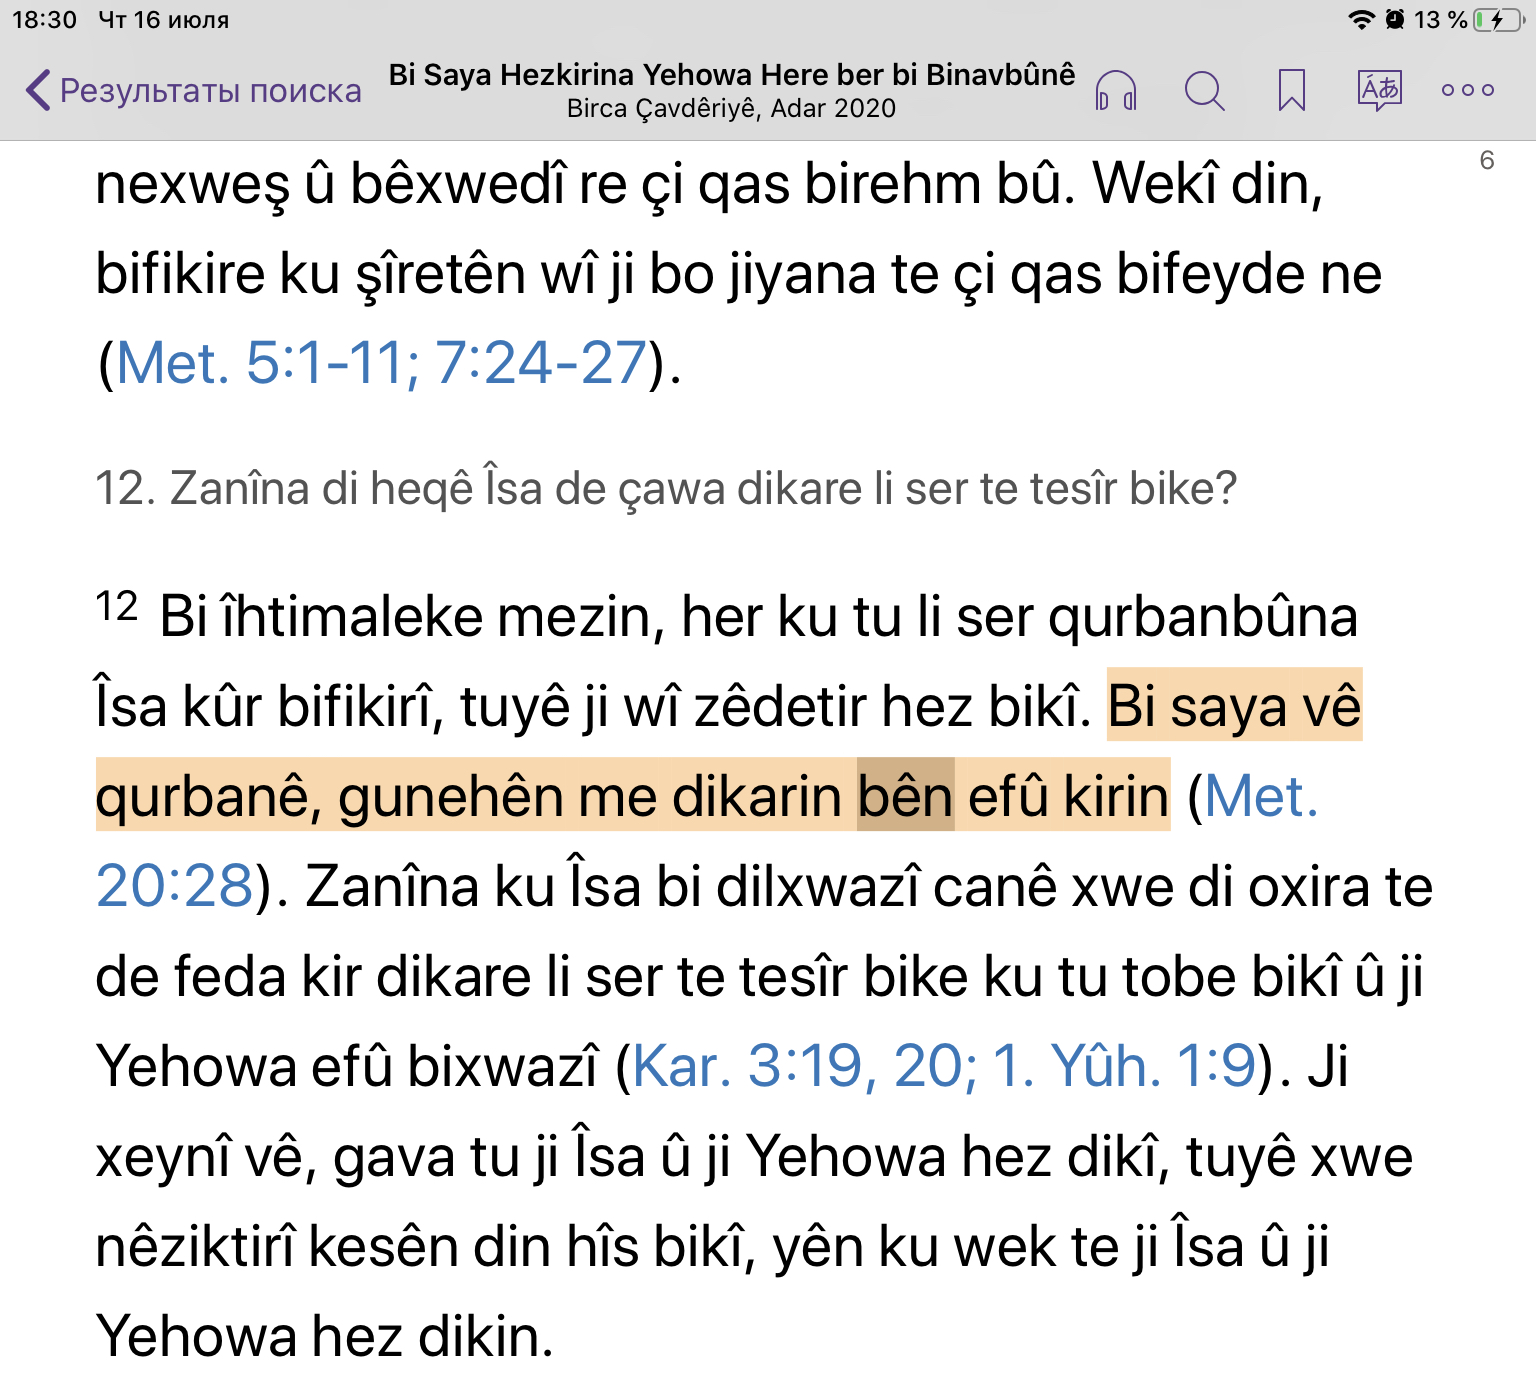 18:30 Чт 16 июля 13 %
Результаты поиска
Bi Saya Hezkirina Yehowa Here ber bi Binavbûnê
Birca Çavdêriyê, Adar 2020
Áあ
6
nexweş û bêxwedî re çi qas birehm bû. Wekî din,
bifikire ku şîretên wî ji bo jiyana te çi qas bifeyde ne
(Met. 5:1-11; 7:24-27).
12. Zanîna di heqê Îsa de çawa dikare li ser te tesîr bike?
12 Bi îhtimaleke mezin, her ku tu li ser qurbanbûna
Îsa kûr bifikirî, tuyê ji wî zêdetir hez bikî. Bi saya vê
qurbanê, gunehên me dikarin bên efû kirin (Met.
20:28). Zanîna ku Îsa bi dilxwazî canê xwe di oxira te
de feda kir dikare li ser te tesîr bike ku tu tobe bikî û ji
Yehowa efû bixwazî (Kar. 3:19, 20; 1. Yûh. 1:9). Ji
xeynî vê, gava tu ji Îsa û ji Yehowa hez dikî, tuyê xwe
nêziktirî kesên din hîs bikî, yên ku wek te ji Îsa û ji
Yehowa hez dikin.